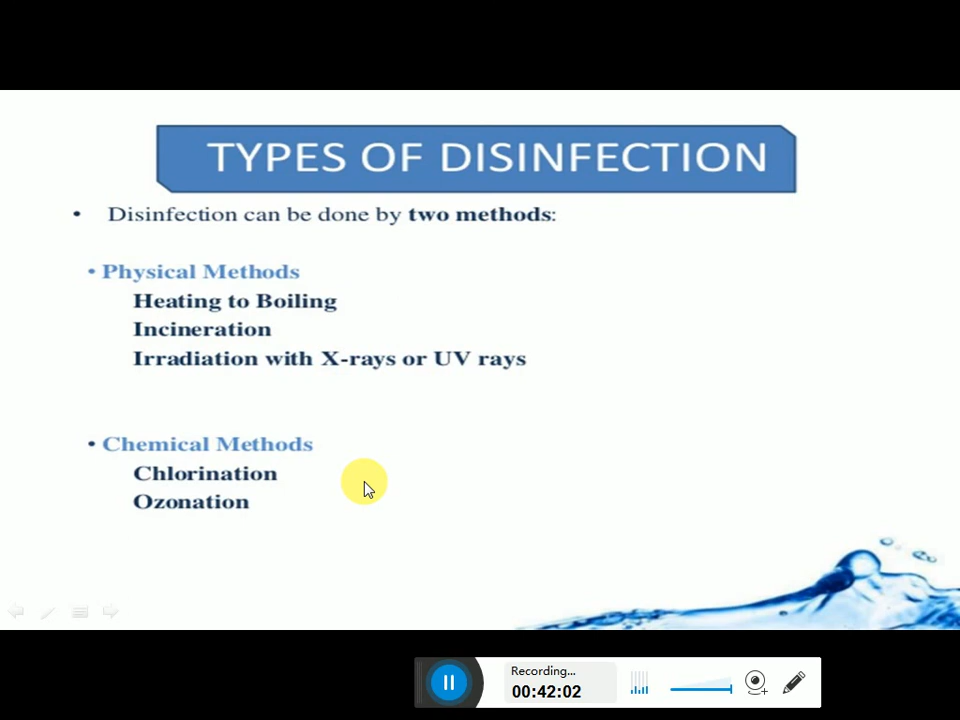 TYPES OF DISINFECTION
• Disinfection can be done by two methods:
• Physical Methods
Heating to Boiling
Incineration
Irradiation with X-rays or UV rays
• Chemical Methods
Chlorination
Ozonation
Recording...
00:42:02